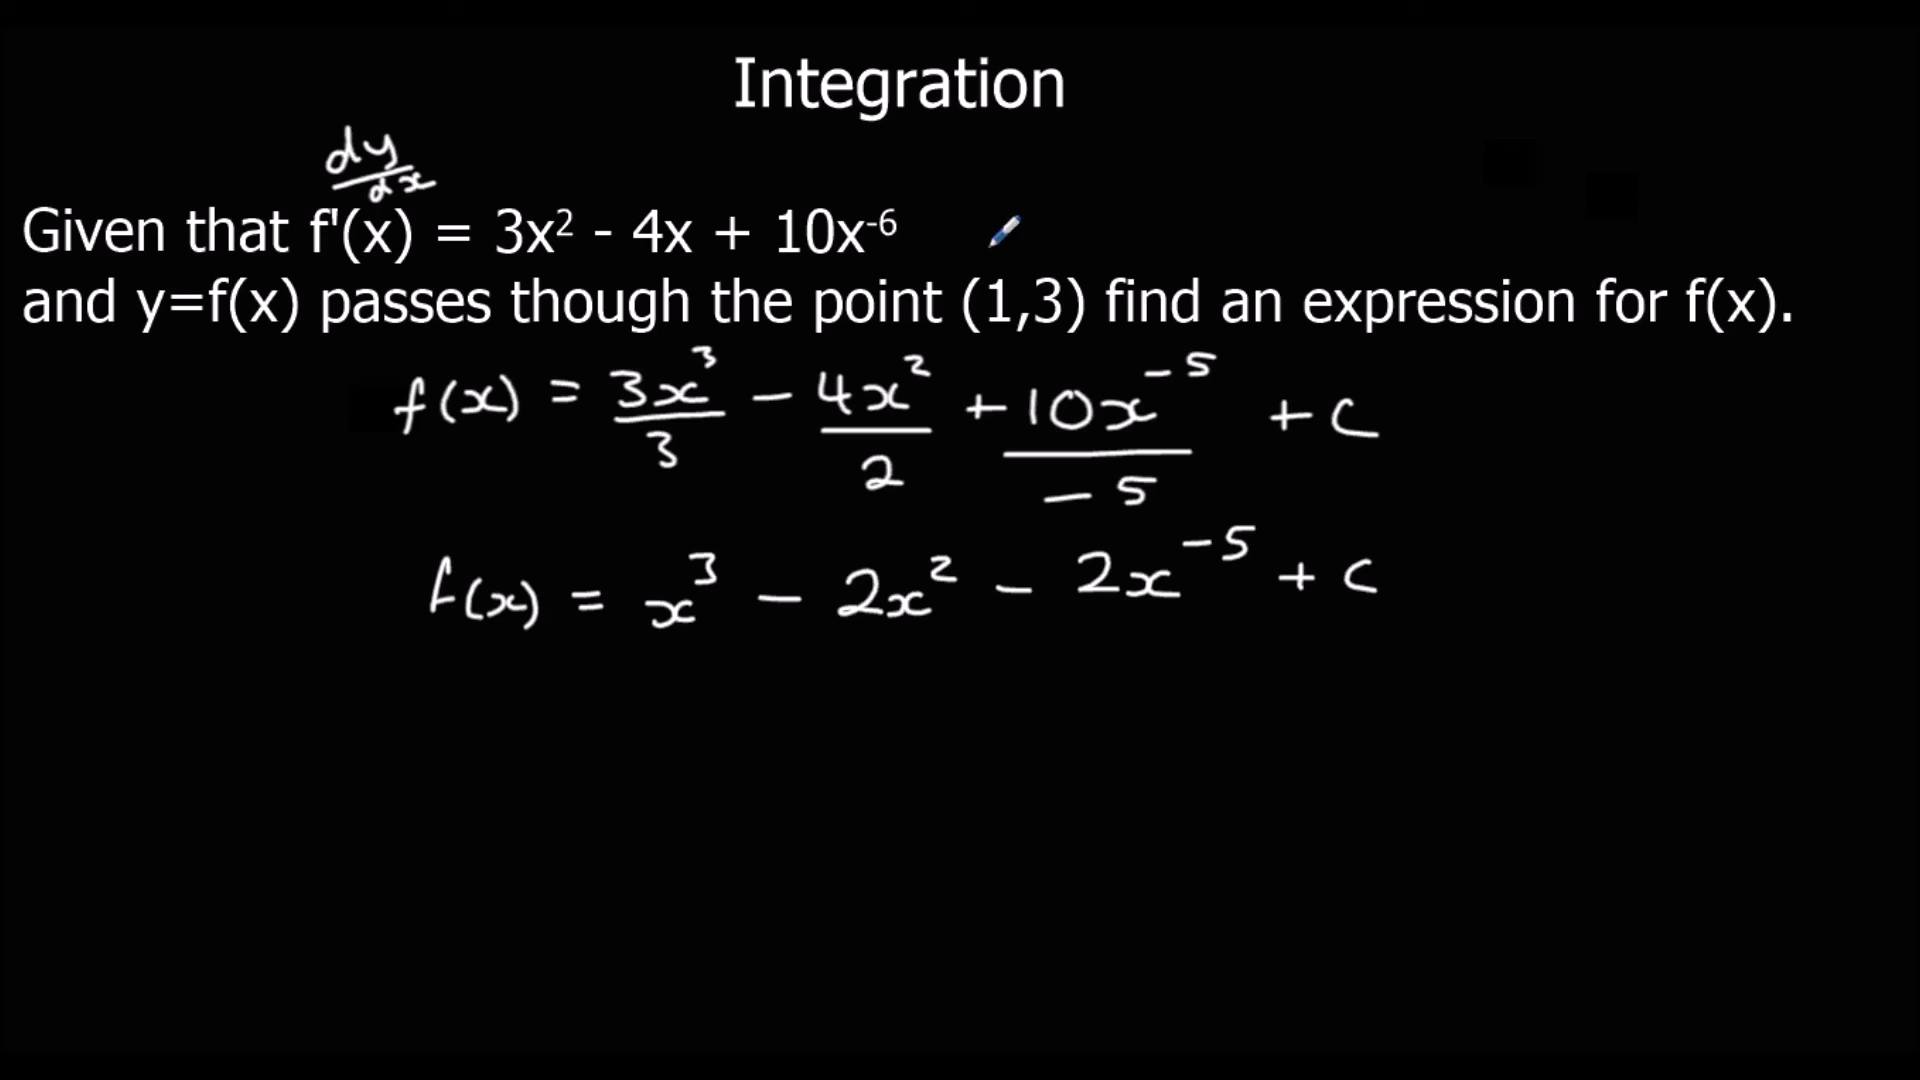 Integration
dy/dx
Given that f'(x) = 3x² - 4x + 10x⁻⁶
and y=f(x) passes though the point (1,3) find an expression for f(x).
f(x) = 3x³/3 - 4x²/2 + 10x⁻⁵/-5 + c
f(x) = x³ - 2x² - 2x⁻⁵ + c